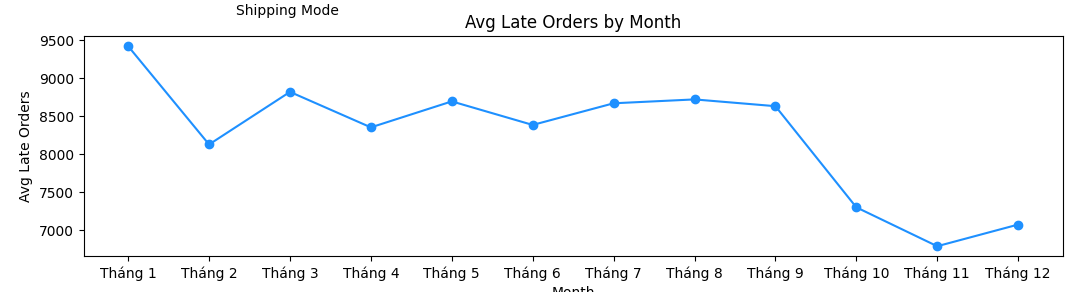 Shipping Mode
Avg Late Orders by Month
Avg Late Orders
9500
9000
8500
8000
7500
7000
Tháng 1 Tháng 2 Tháng 3 Tháng 4 Tháng 5 Tháng 6 Tháng 7 Tháng 8 Tháng 9 Tháng 10 Tháng 11 Tháng 12
Month